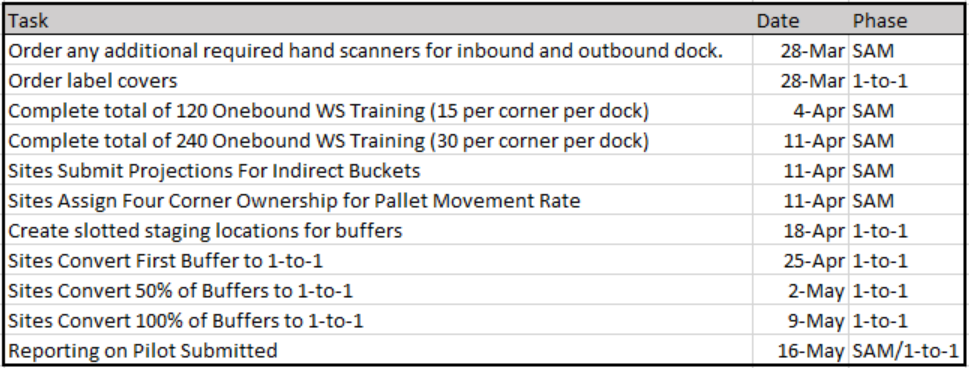 Task Date Phase
Order any additional required hand scanners for inbound and outbound dock. 28-Mar SAM
Order label covers 28-Mar 1-to-1
Complete total of 120 Onebound WS Training (15 per corner per dock) 4-Apr SAM
Complete total of 240 Onebound WS Training (30 per corner per dock) 11-Apr SAM
Sites Submit Projections For Indirect Buckets 11-Apr SAM
Sites Assign Four Corner Ownership for Pallet Movement Rate 11-Apr SAM
Create slotted staging locations for buffers 18-Apr 1-to-1
Sites Convert First Buffer to 1-to-1 25-Apr 1-to-1
Sites Convert 50% of Buffers to 1-to-1 2-May 1-to-1
Sites Convert 100% of Buffers to 1-to-1 9-May 1-to-1
Reporting on Pilot Submitted 16-May SAM/1-to-1